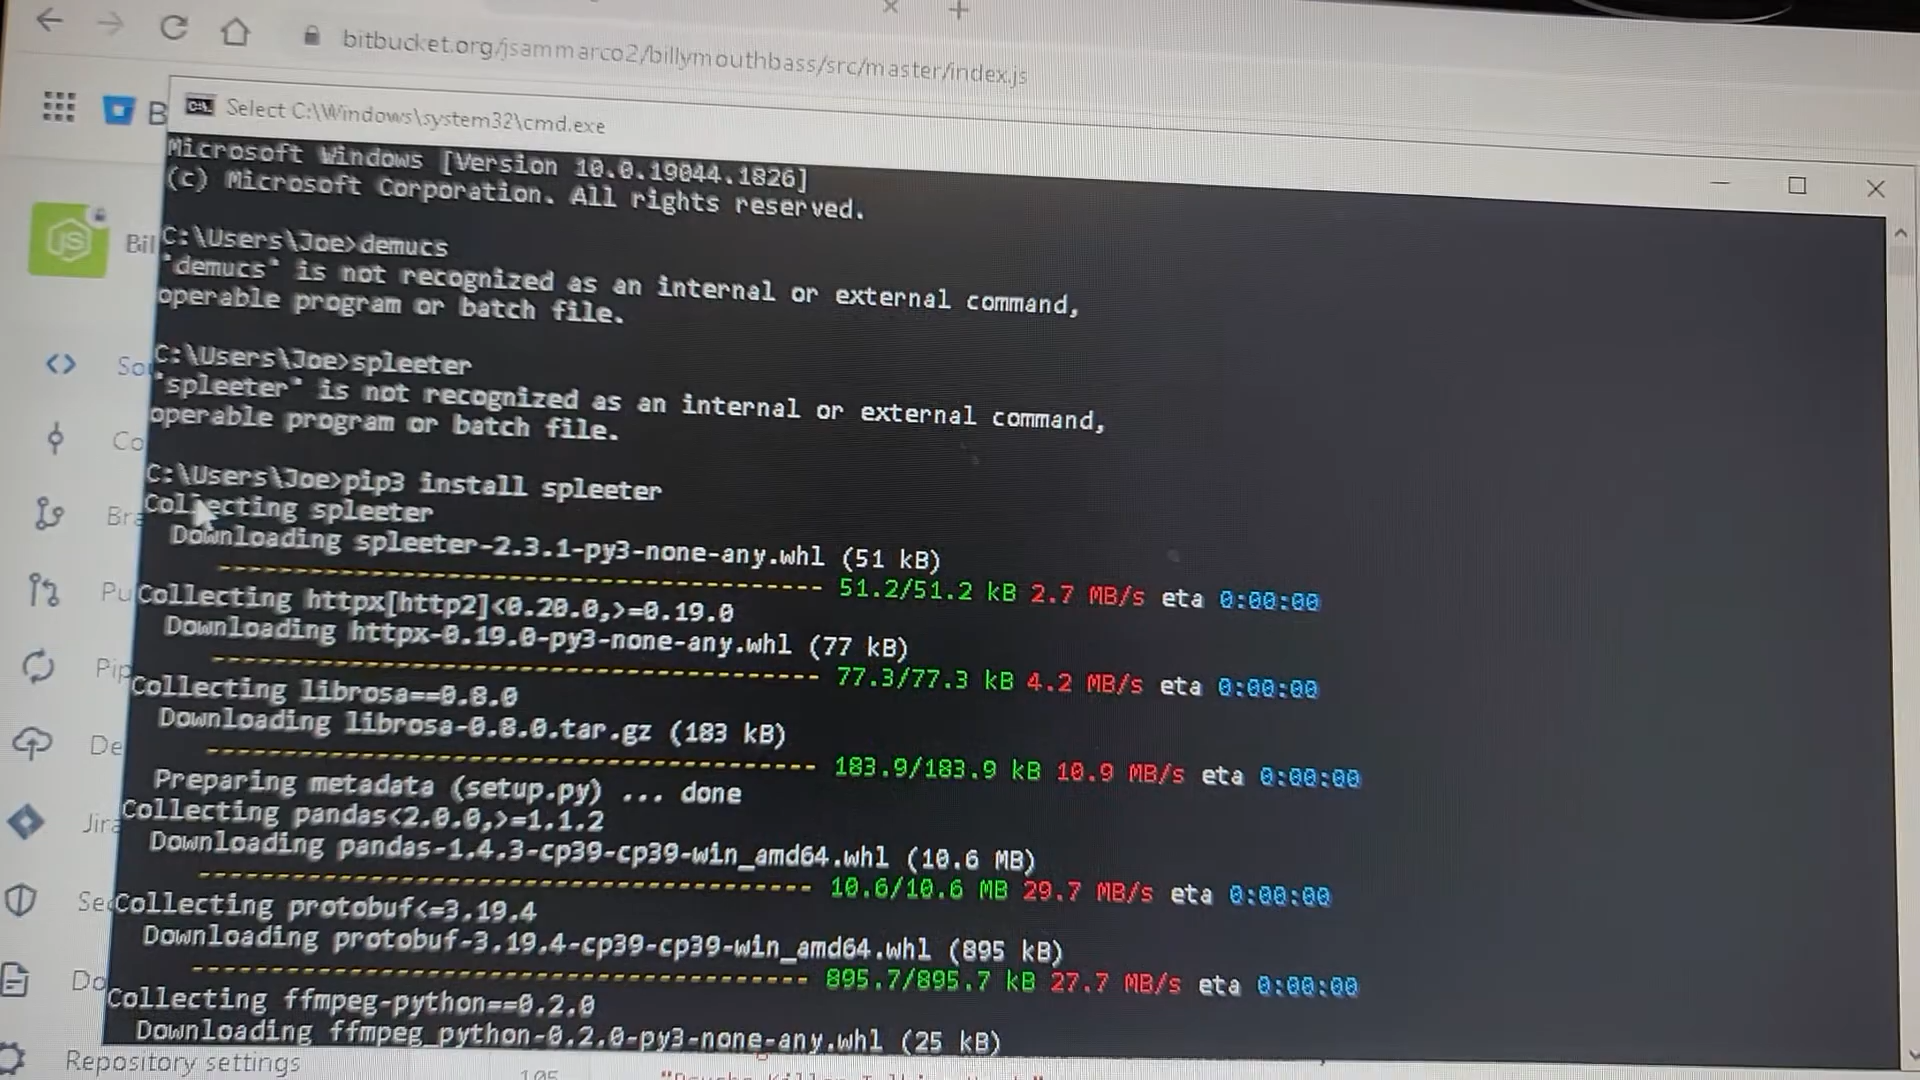 bitbucket.org/jsammarco2/billymouthbass/src/master/index.js
B
Select C:\Windows\system32\cmd.exe
Microsoft Windows [Version 10.0.19044.1826]
(c) Microsoft Corporation. All rights reserved.
C:\Users\Joe>demucs
'demucs' is not recognized as an internal or external command,
operable program or batch file.
C:\Users\Joe>spleeter
'spleeter' is not recognized as an internal or external command,
operable program or batch file.
C:\Users\Joe>pip3 install spleeter
Collecting spleeter
Downloading spleeter-2.3.1-py3-none-any.whl (51 kB)
---------------------------------------- 51.2/51.2 kB 2.7 MB/s eta 0:00:00
Collecting httpx[http2]<0.20.0,>=0.19.0
Downloading httpx-0.19.0-py3-none-any.whl (77 kB)
---------------------------------------- 77.3/77.3 kB 4.2 MB/s eta 0:00:00
Collecting librosa==0.8.0
Downloading librosa-0.8.0.tar.gz (183 kB)
---------------------------------------- 183.9/183.9 kB 10.9 MB/s eta 0:00:00
Preparing metadata (setup.py) ... done
Collecting pandas<2.0.0,>=1.1.2
Downloading pandas-1.4.3-cp39-cp39-win_amd64.whl (10.6 MB)
---------------------------------------- 10.6/10.6 MB 29.7 MB/s eta 0:00:00
Collecting protobuf<=3.19.4
Downloading protobuf-3.19.4-cp39-cp39-win_amd64.whl (895 kB)
---------------------------------------- 895.7/895.7 kB 27.7 MB/s eta 0:00:00
Collecting ffmpeg-python==0.2.0
Downloading ffmpeg_python-0.2.0-py3-none-any.whl (25 kB)
JS
Bil
So
Co
Bra
Pu
Pip
De
Jira
Sec
Do
Repository settings